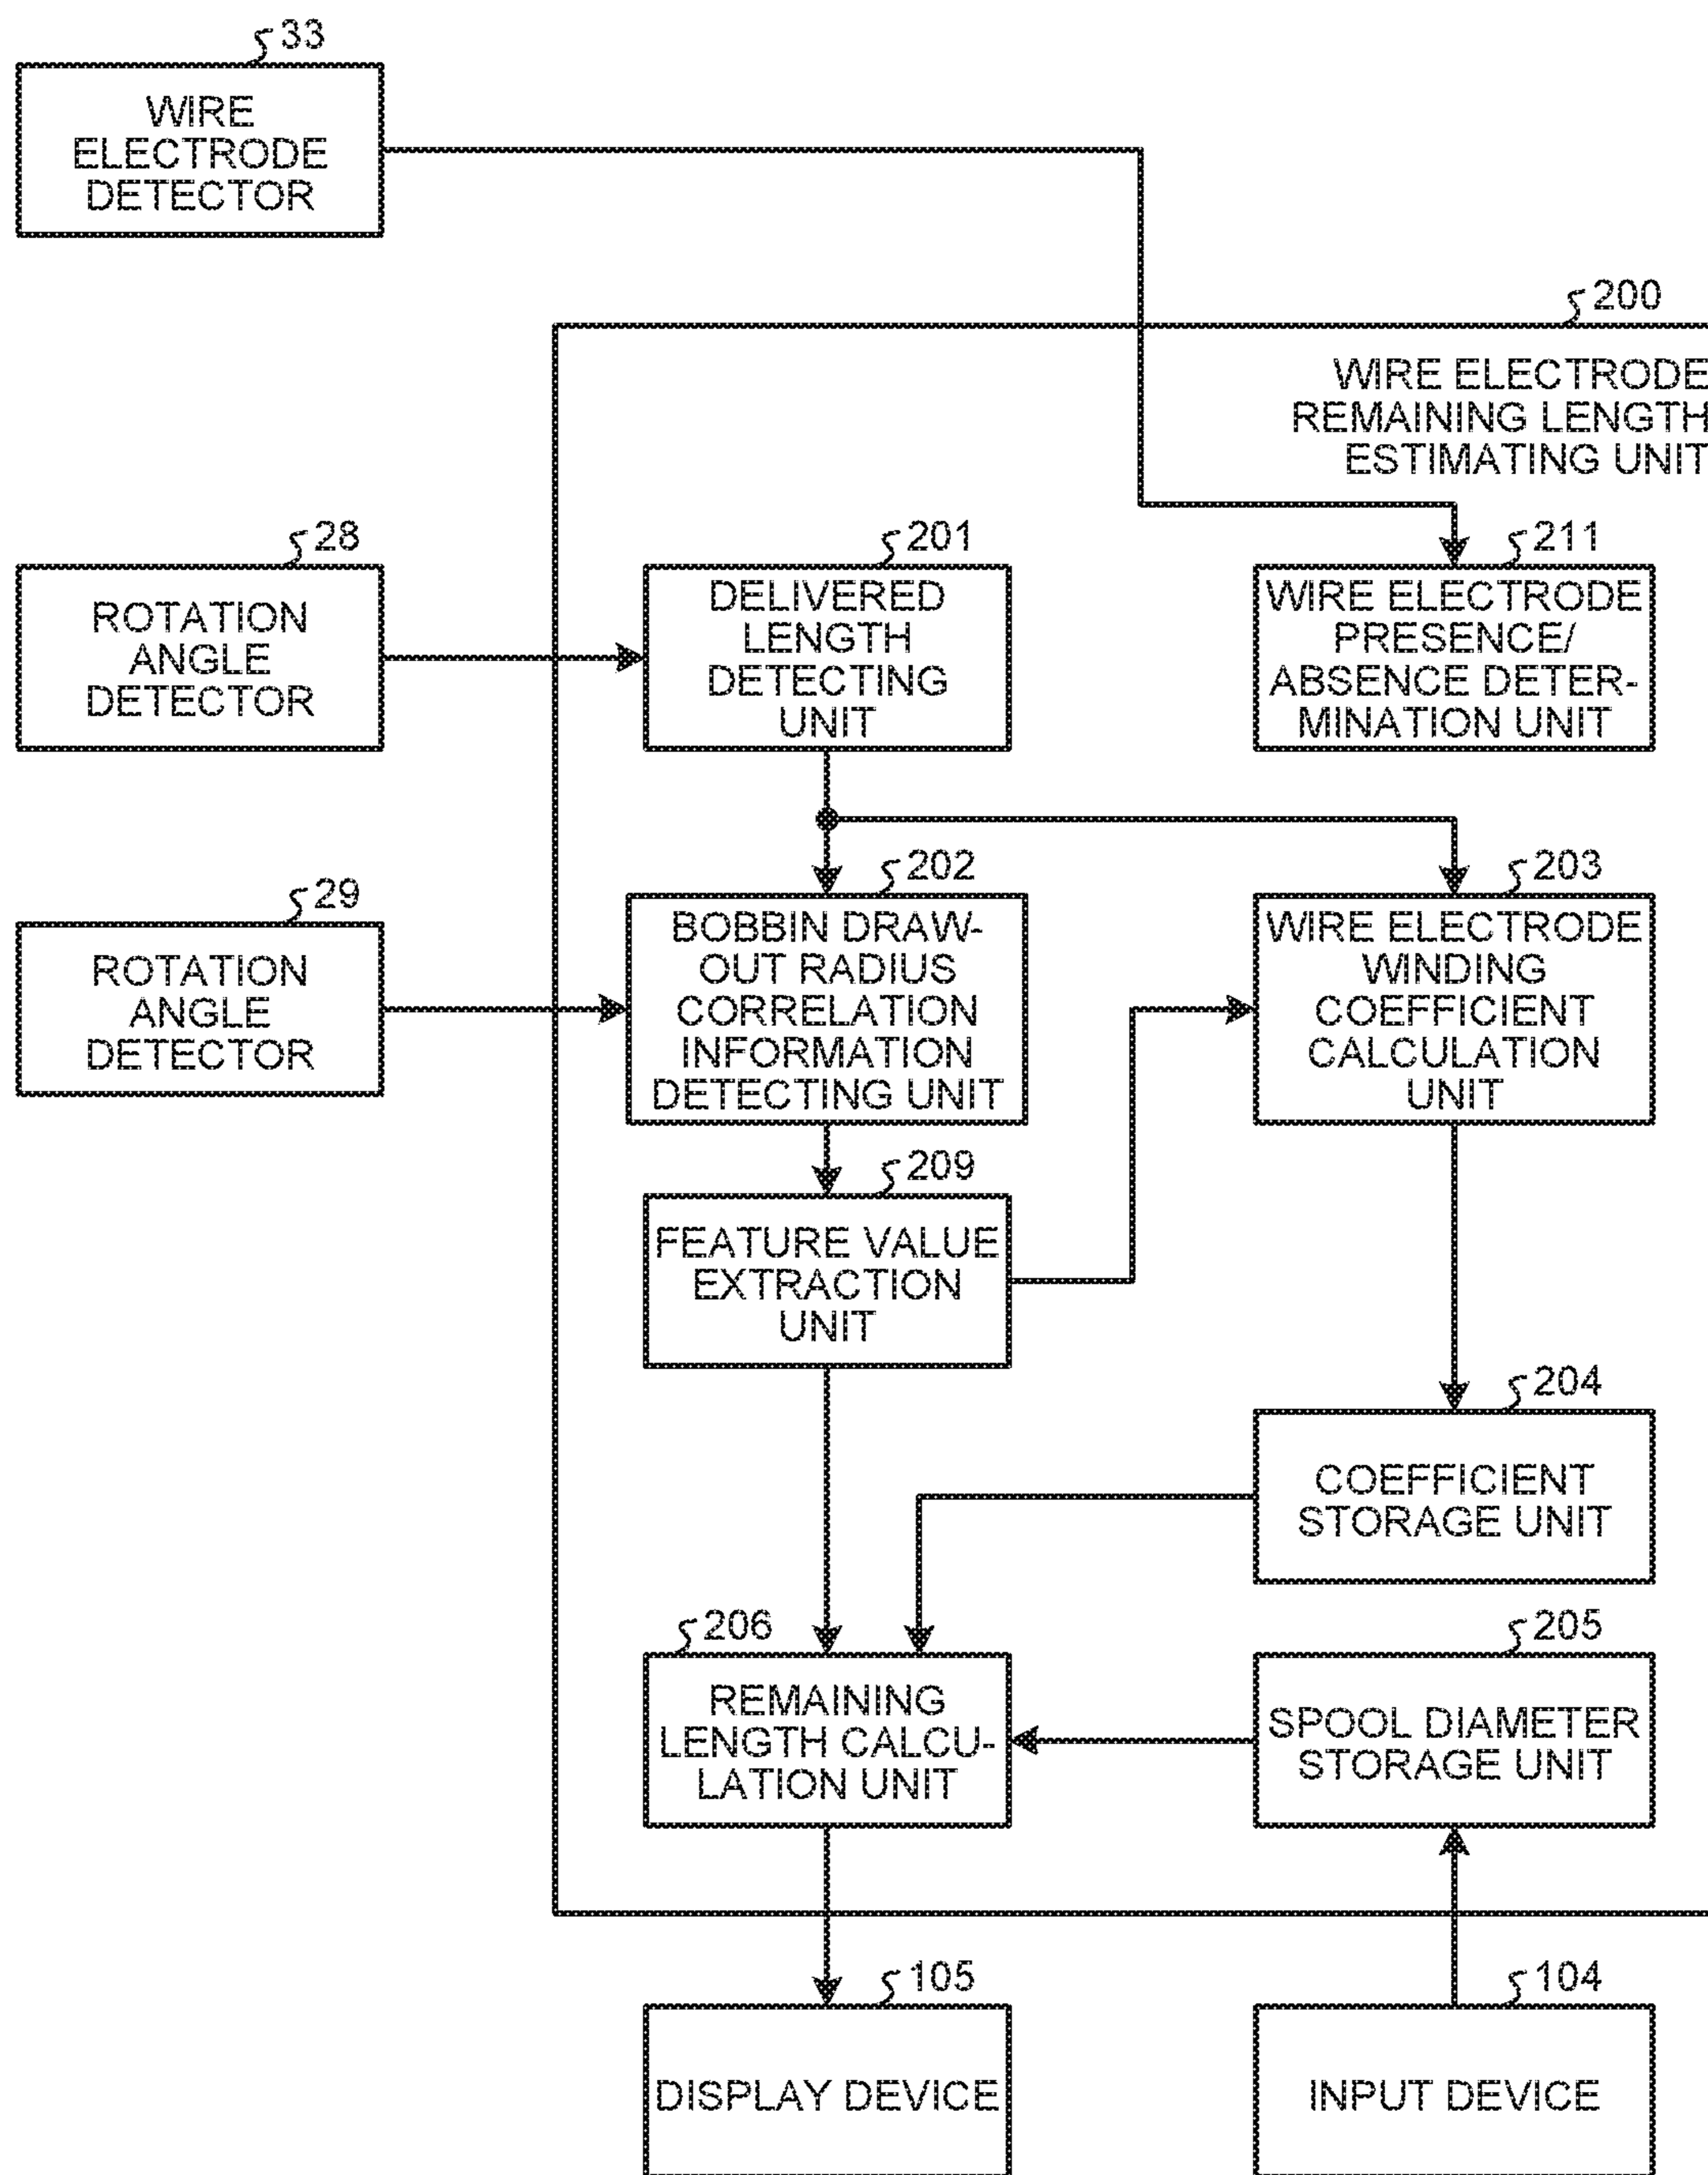 33
WIRE
ELECTRODE
DETECTOR
200
WIRE ELECTRODE
REMAINING LENGTH
ESTIMATING UNIT
28
ROTATION
ANGLE
DETECTOR
201
DELIVERED
LENGTH
DETECTING
UNIT
211
WIRE ELECTRODE
PRESENCE/
ABSENCE DETER-
MINATION UNIT
29
ROTATION
ANGLE
DETECTOR
202
BOBBIN DRAW-
OUT RADIUS
CORRELATION
INFORMATION
DETECTING UNIT
203
WIRE ELECTRODE
WINDING
COEFFICIENT
CALCULATION
UNIT
209
FEATURE VALUE
EXTRACTION
UNIT
204
COEFFICIENT
STORAGE UNIT
206
REMAINING
LENGTH CALCU-
LATION UNIT
205
SPOOL DIAMETER
STORAGE UNIT
105
DISPLAY DEVICE
104
INPUT DEVICE